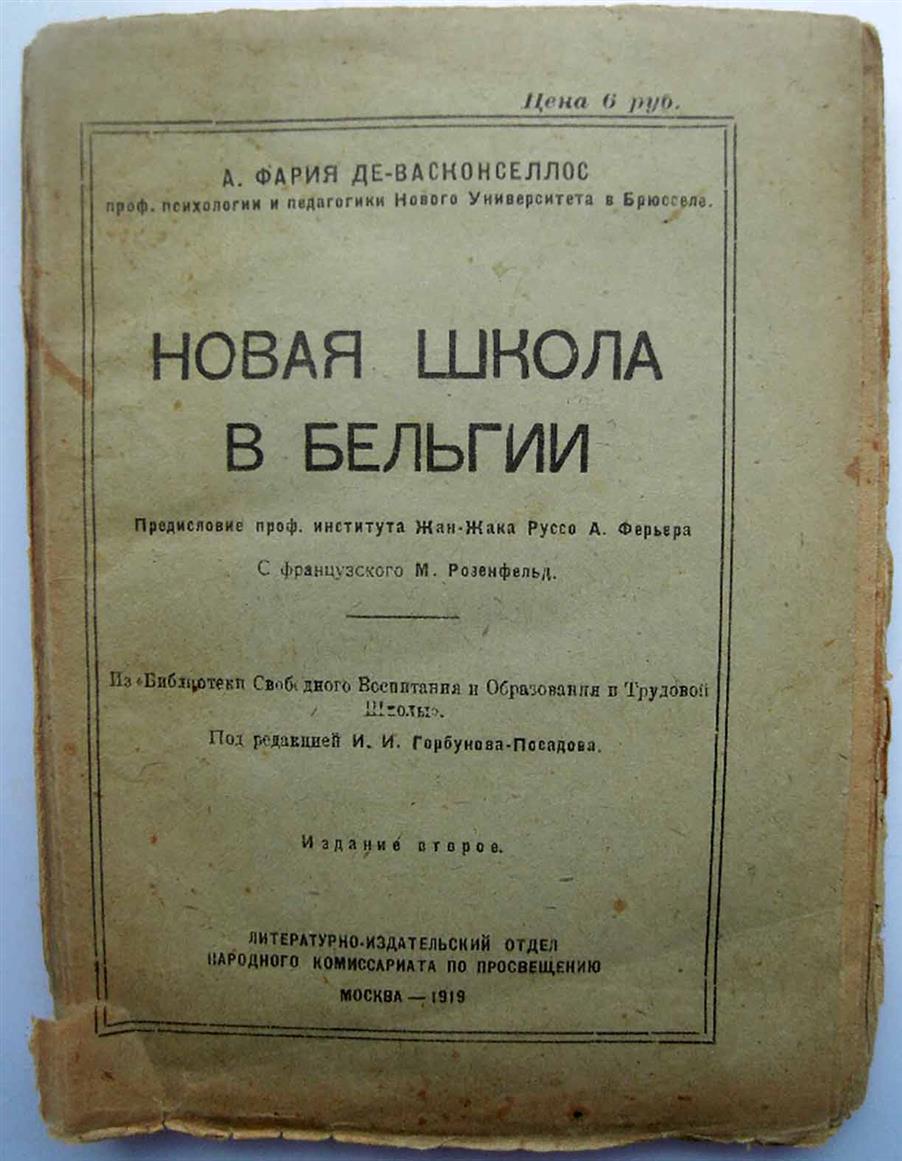 Цена 6 руб.
А. ФАРИЯ ДЕ-ВАСКОНСЕЛЛОС
проф. психологии и педагогики Нового Университета в Брюсселе.
НОВАЯ ШКОЛА
В БЕЛЬГИИ
Предисловие проф. института Жан-Жака Руссо А. Ферьера
С французского М. Розенфельд.
Из «Библиотеки Свободного Воспитания и Образования и Трудовой
Школы».
Под редакцией И. И. Горбунова-Посадова.
Издание второе.
ЛИТЕРАТУРНО-ИЗДАТЕЛЬСКИЙ ОТДЕЛ
НАРОДНОГО КОМИССАРИАТА ПО ПРОСВЕЩЕНИЮ
МОСКВА — 1919